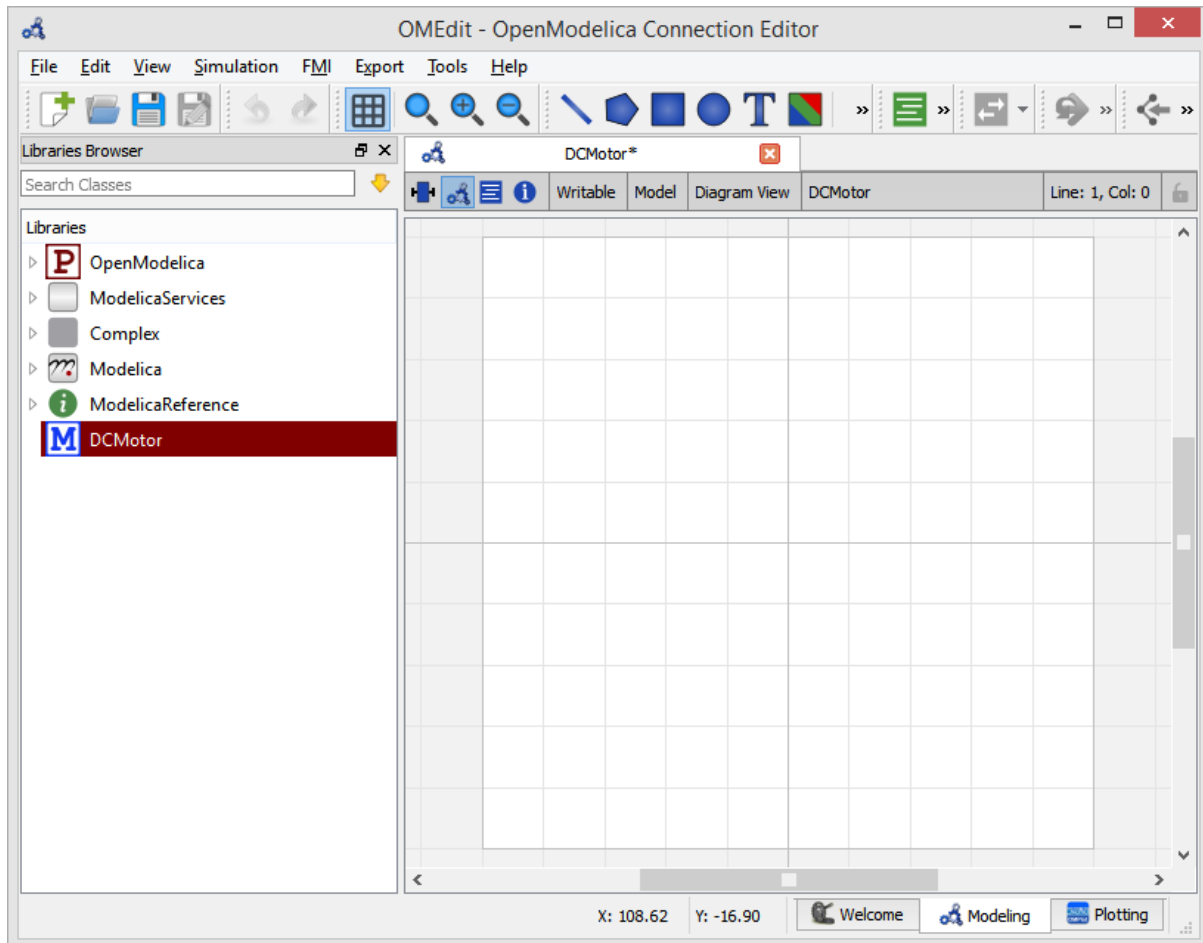 OMEdit - OpenModelica Connection Editor
File Edit View Simulation FMI Export Tools Help
T » » » »
Libraries Browser
DCMotor*
Search Classes
Writable Model Diagram View DCMotor Line: 1, Col: 0
Libraries
P OpenModelica
ModelicaServices
Complex
Modelica
i ModelicaReference
M DCMotor
X: 108.62 Y: -16.90 Welcome Modeling Plotting